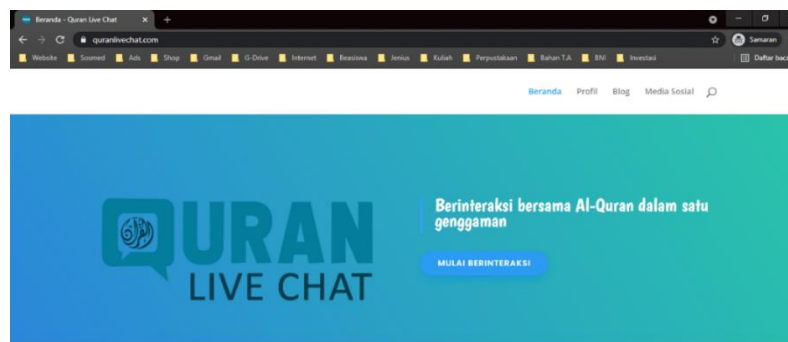 Beranda - Quran Live Chat
quranlivechat.com
Samaran
Website Sosmed Ads Shop Gmail G-Drive Internet Beasiswa Jenius Kuliah Perpustakaan Bahan T.A BNI Investasi Daftar baca
Beranda Profil Blog Media Sosial
QURAN
LIVE CHAT
Berinteraksi bersama Al-Quran dalam satu
genggaman
MULAI BERINTERAKSI